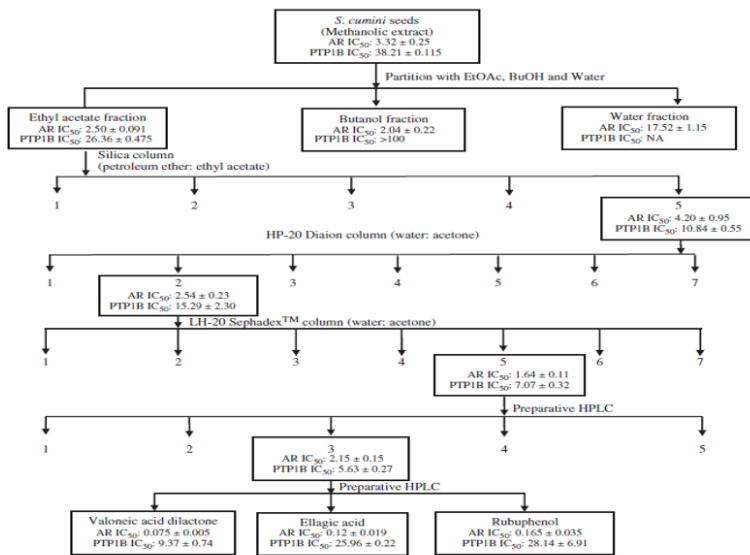 S. cumini seeds
(Methanolic extract)
AR IC50: 3.32 ± 0.25
PTP1B IC50: 38.21 ± 0.115
Partition with EtOAc, BuOH and Water
Ethyl acetate fraction
AR IC50: 2.50 ± 0.091
PTP1B IC50: 26.36 ± 0.475
Butanol fraction
AR IC50: 2.04 ± 0.22
PTP1B IC50: >100
Water fraction
AR IC50: 17.52 ± 1.15
PTP1B IC50: NA
Silica column
(petroleum ether: ethyl acetate)
1 2 3 4 5
AR IC50: 4.20 ± 0.95
PTP1B IC50: 10.84 ± 0.55
HP-20 Diaion column (water: acetone)
1 2 3 4 5 6 7
AR IC50: 2.54 ± 0.23
PTP1B IC50: 15.29 ± 2.30
LH-20 Sephadex™ column (water: acetone)
1 2 3 4 5 6 7
AR IC50: 1.64 ± 0.11
PTP1B IC50: 7.07 ± 0.32
Preparative HPLC
1 2 3 4 5
AR IC50: 2.15 ± 0.15
PTP1B IC50: 5.63 ± 0.27
Preparative HPLC
Valoneic acid dilactone
AR IC50: 0.075 ± 0.005
PTP1B IC50: 9.37 ± 0.74
Ellagic acid
AR IC50: 0.12 ± 0.019
PTP1B IC50: 25.96 ± 0.22
Rubuphenol
AR IC50: 0.165 ± 0.035
PTP1B IC50: 28.14 ± 6.91